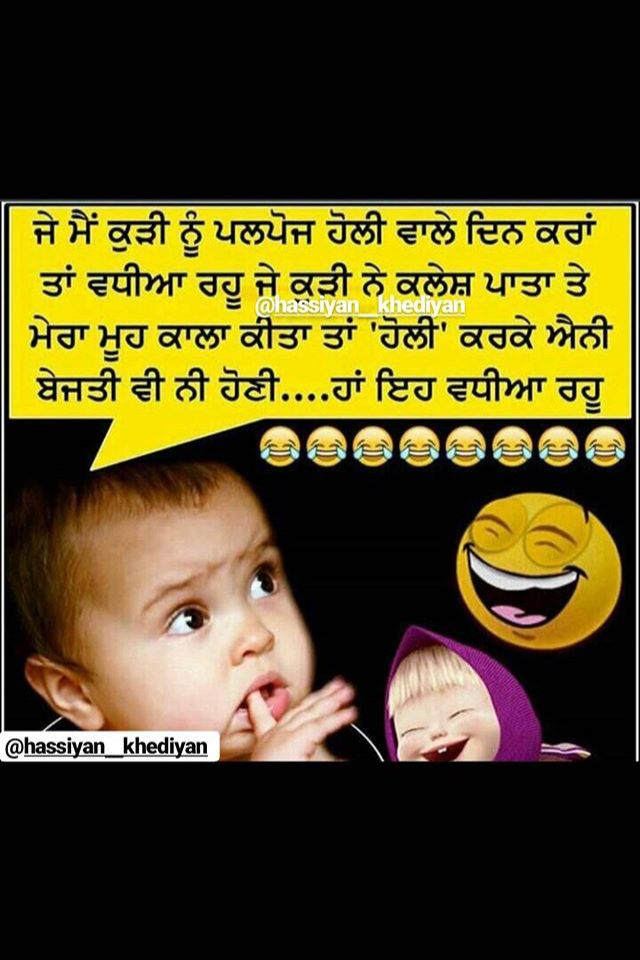 ਜੇ ਮੈਂ ਕੁੜੀ ਨੂੰ ਪਲਪੋਜ ਹੋਲੀ ਵਾਲੇ ਦਿਨ ਕਰਾਂ
ਤਾਂ ਵਧੀਆ ਰਹੂ ਜੇ ਕੁੜੀ ਨੇ ਕਲੇਸ਼ ਪਾਤਾ ਤੇ
@hassiyan__khediyan
ਮੇਰਾ ਮੂਹ ਕਾਲਾ ਕੀਤਾ ਤਾਂ 'ਹੋਲੀ' ਕਰਕੇ ਐਨੀ
ਬੇਜਤੀ ਵੀ ਨੀ ਹੋਣੀ....ਹਾਂ ਇਹ ਵਧੀਆ ਰਹੂ
@hassiyan__khediyan